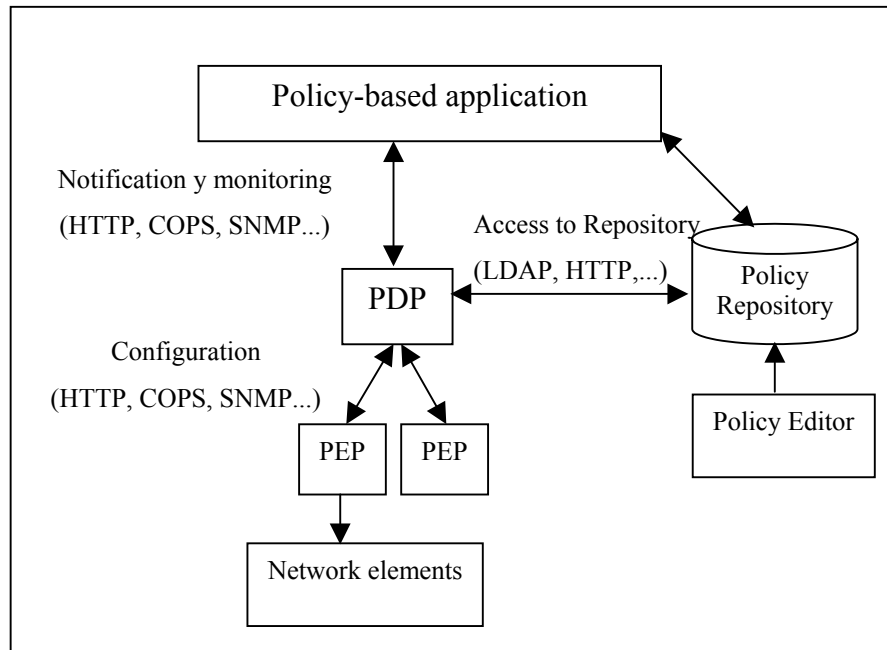 Policy-based application
Notification y monitoring
(HTTP, COPS, SNMP...)
Access to Repository
(LDAP, HTTP,...)
Policy
Repository
PDP
Configuration
(HTTP, COPS, SNMP...)
PEP
PEP
Policy Editor
Network elements